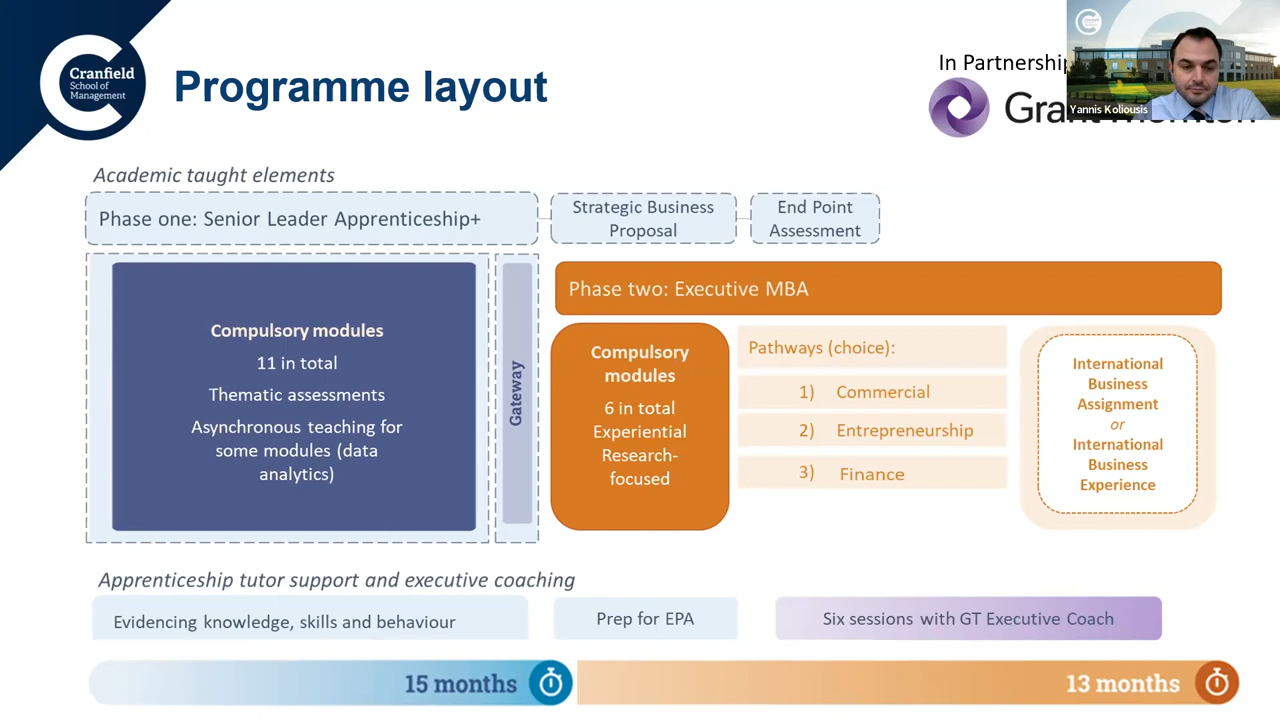 Cranfield
School of
Management
Programme layout
In Partnership
Yannis Koliousis
Academic taught elements
Phase one: Senior Leader Apprenticeship+
Strategic Business
Proposal
End Point
Assessment
Compulsory modules
11 in total
Thematic assessments
Asynchronous teaching for
some modules (data
analytics)
Gateway
Phase two: Executive MBA
Compulsory
modules
6 in total
Experiential
Research-
focused
Pathways (choice):
1) Commercial
2) Entrepreneurship
3) Finance
International
Business
Assignment
or
International
Business
Experience
Apprenticeship tutor support and executive coaching
Evidencing knowledge, skills and behaviour
Prep for EPA
Six sessions with GT Executive Coach
15 months
13 months